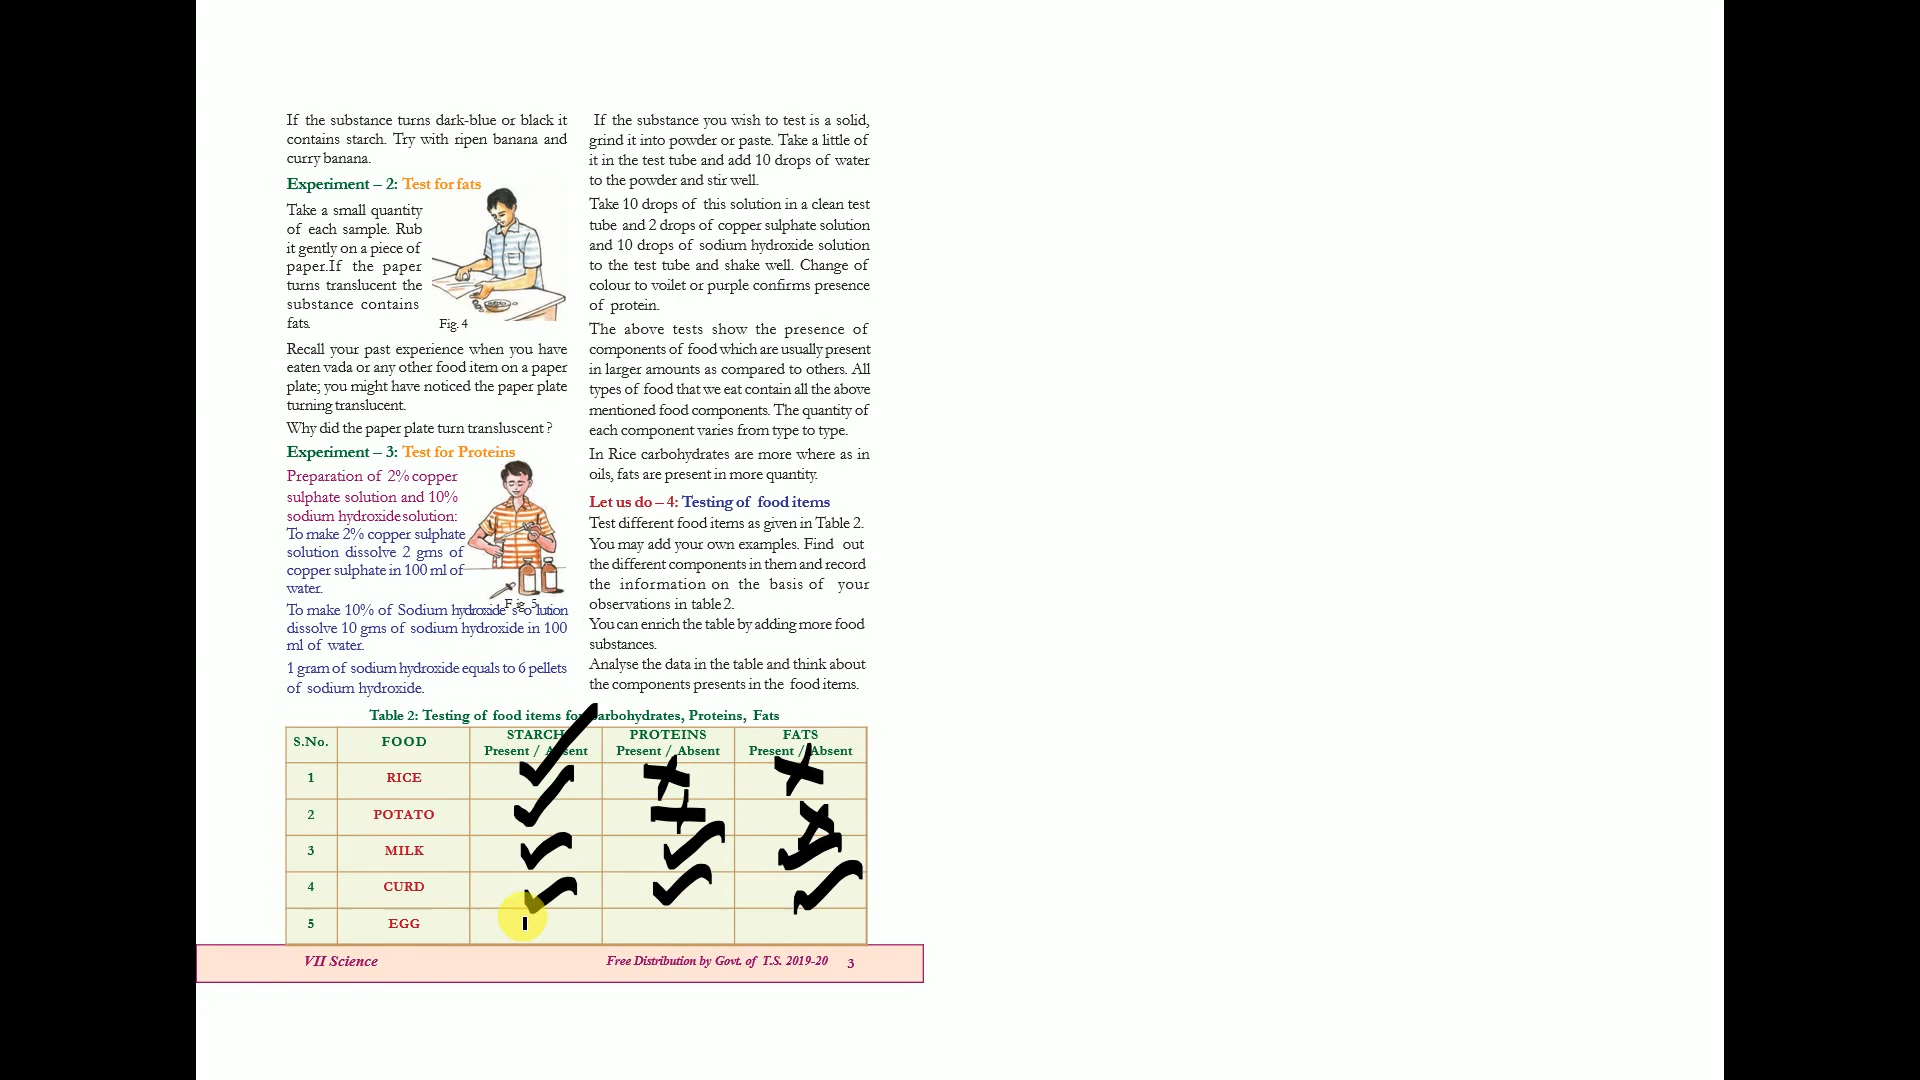 If the substance turns dark-blue or black it
contains starch. Try with ripen banana and
curry banana.
Experiment – 2: Test for fats
Take a small quantity
of each sample. Rub
it gently on a piece of
paper.If the paper
turns translucent the
substance contains
fats.
Fig. 4
Recall your past experience when you have
eaten vada or any other food item on a paper
plate; you might have noticed the paper plate
turning translucent.
Why did the paper plate turn transluscent ?
Experiment – 3: Test for Proteins
Preparation of 2% copper
sulphate solution and 10%
sodium hydroxide solution:
To make 2% copper sulphate
solution dissolve 2 gms of
copper sulphate in 100 ml of
water.
Fig. 5
To make 10% of Sodium hydroxide solution
dissolve 10 gms of sodium hydroxide in 100
ml of water.
1 gram of sodium hydroxide equals to 6 pellets
of sodium hydroxide.
If the substance you wish to test is a solid,
grind it into powder or paste. Take a little of
it in the test tube and add 10 drops of water
to the powder and stir well.
Take 10 drops of this solution in a clean test
tube and 2 drops of copper sulphate solution
and 10 drops of sodium hydroxide solution
to the test tube and shake well. Change of
colour to voilet or purple confirms presence
of protein.
The above tests show the presence of
components of food which are usually present
in larger amounts as compared to others. All
types of food that we eat contain all the above
mentioned food components. The quantity of
each component varies from type to type.
In Rice carbohydrates are more where as in
oils, fats are present in more quantity.
Let us do – 4: Testing of food items
Test different food items as given in Table 2.
You may add your own examples. Find out
the different components in them and record
the information on the basis of your
observations in table 2.
You can enrich the table by adding more food
substances.
Analyse the data in the table and think about
the components presents in the food items.
Table 2: Testing of food items for Carbohydrates, Proteins, Fats
S.No. FOOD STARCH PROTEINS FATS
Present / Absent Present / Absent Present / Absent
1 RICE ✓ ✗ ✗
2 POTATO ✓ ✗ ✗
3 MILK ✓ ✓ ✓
4 CURD ✓ ✓ ✓
5 EGG
VII Science Free Distribution by Govt. of T.S. 2019-20 3